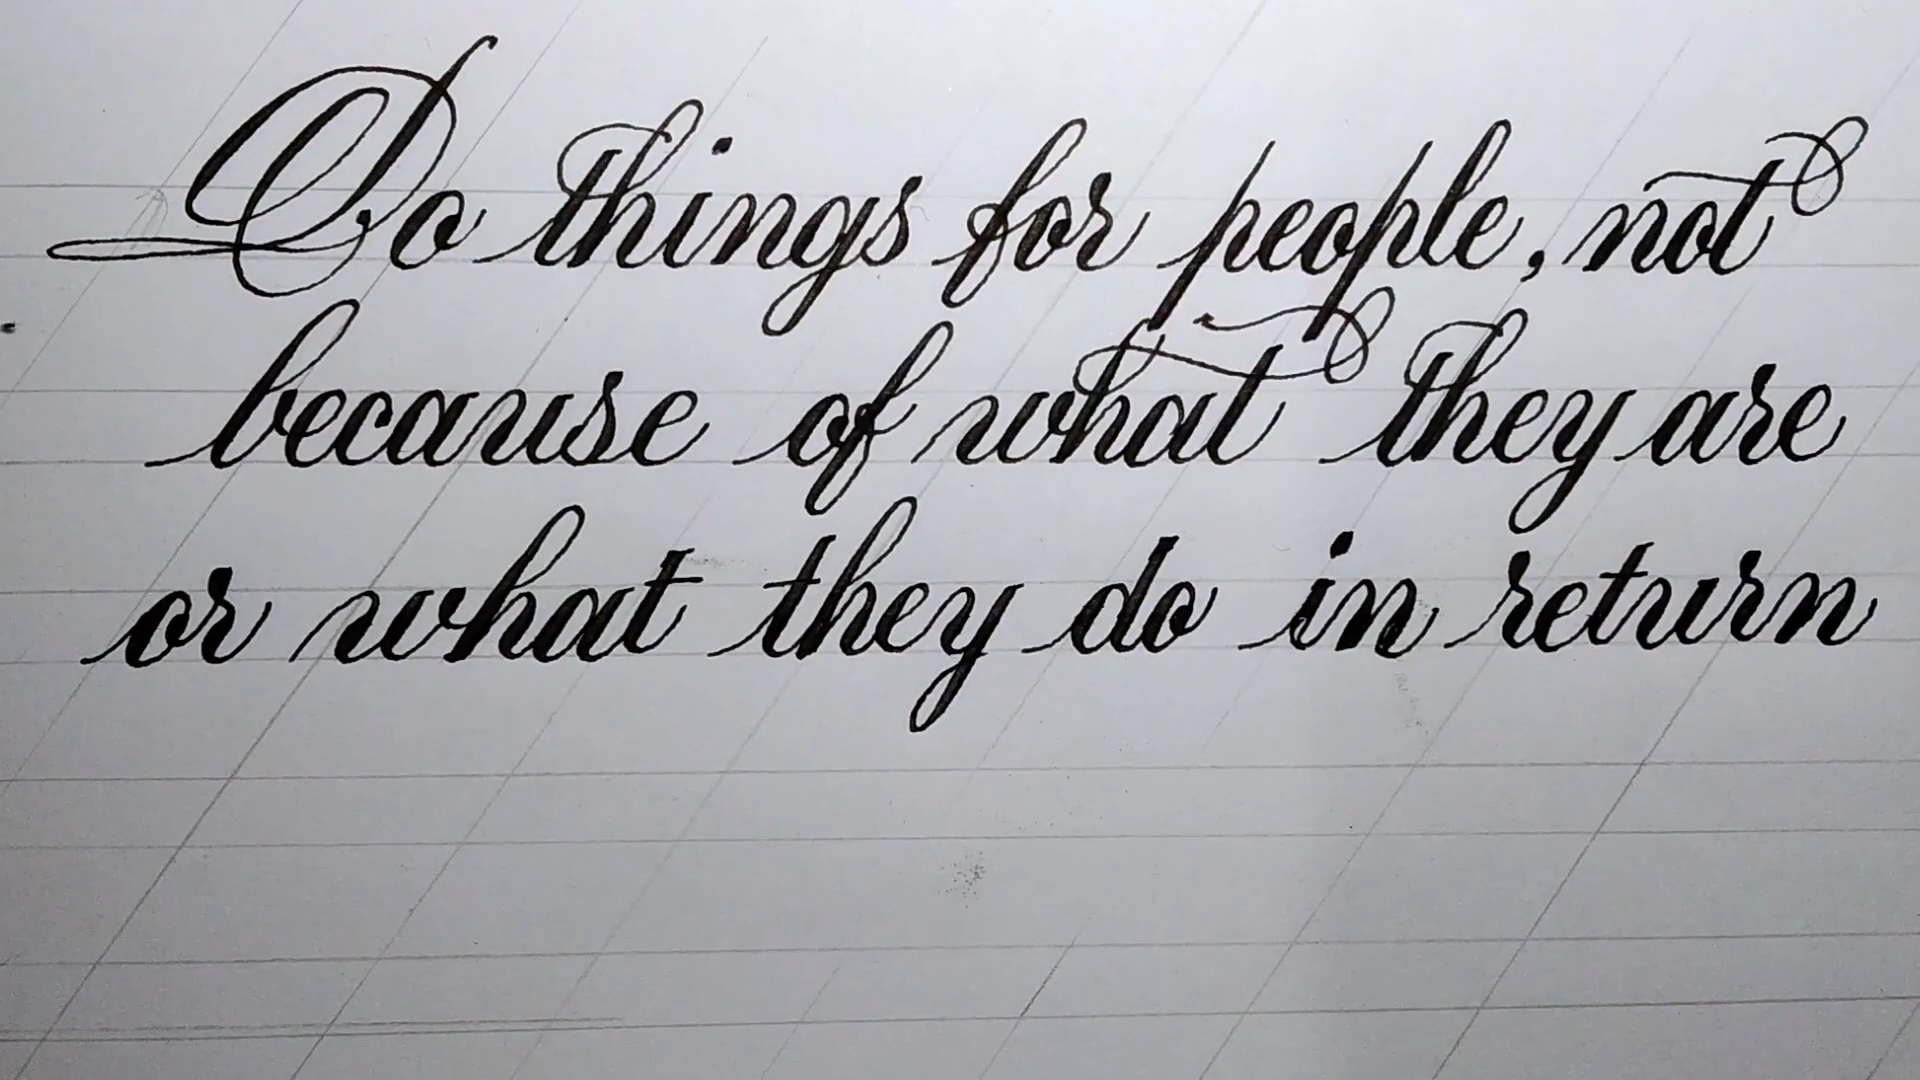 Do things for people, not
because of what they are
or what they do in return